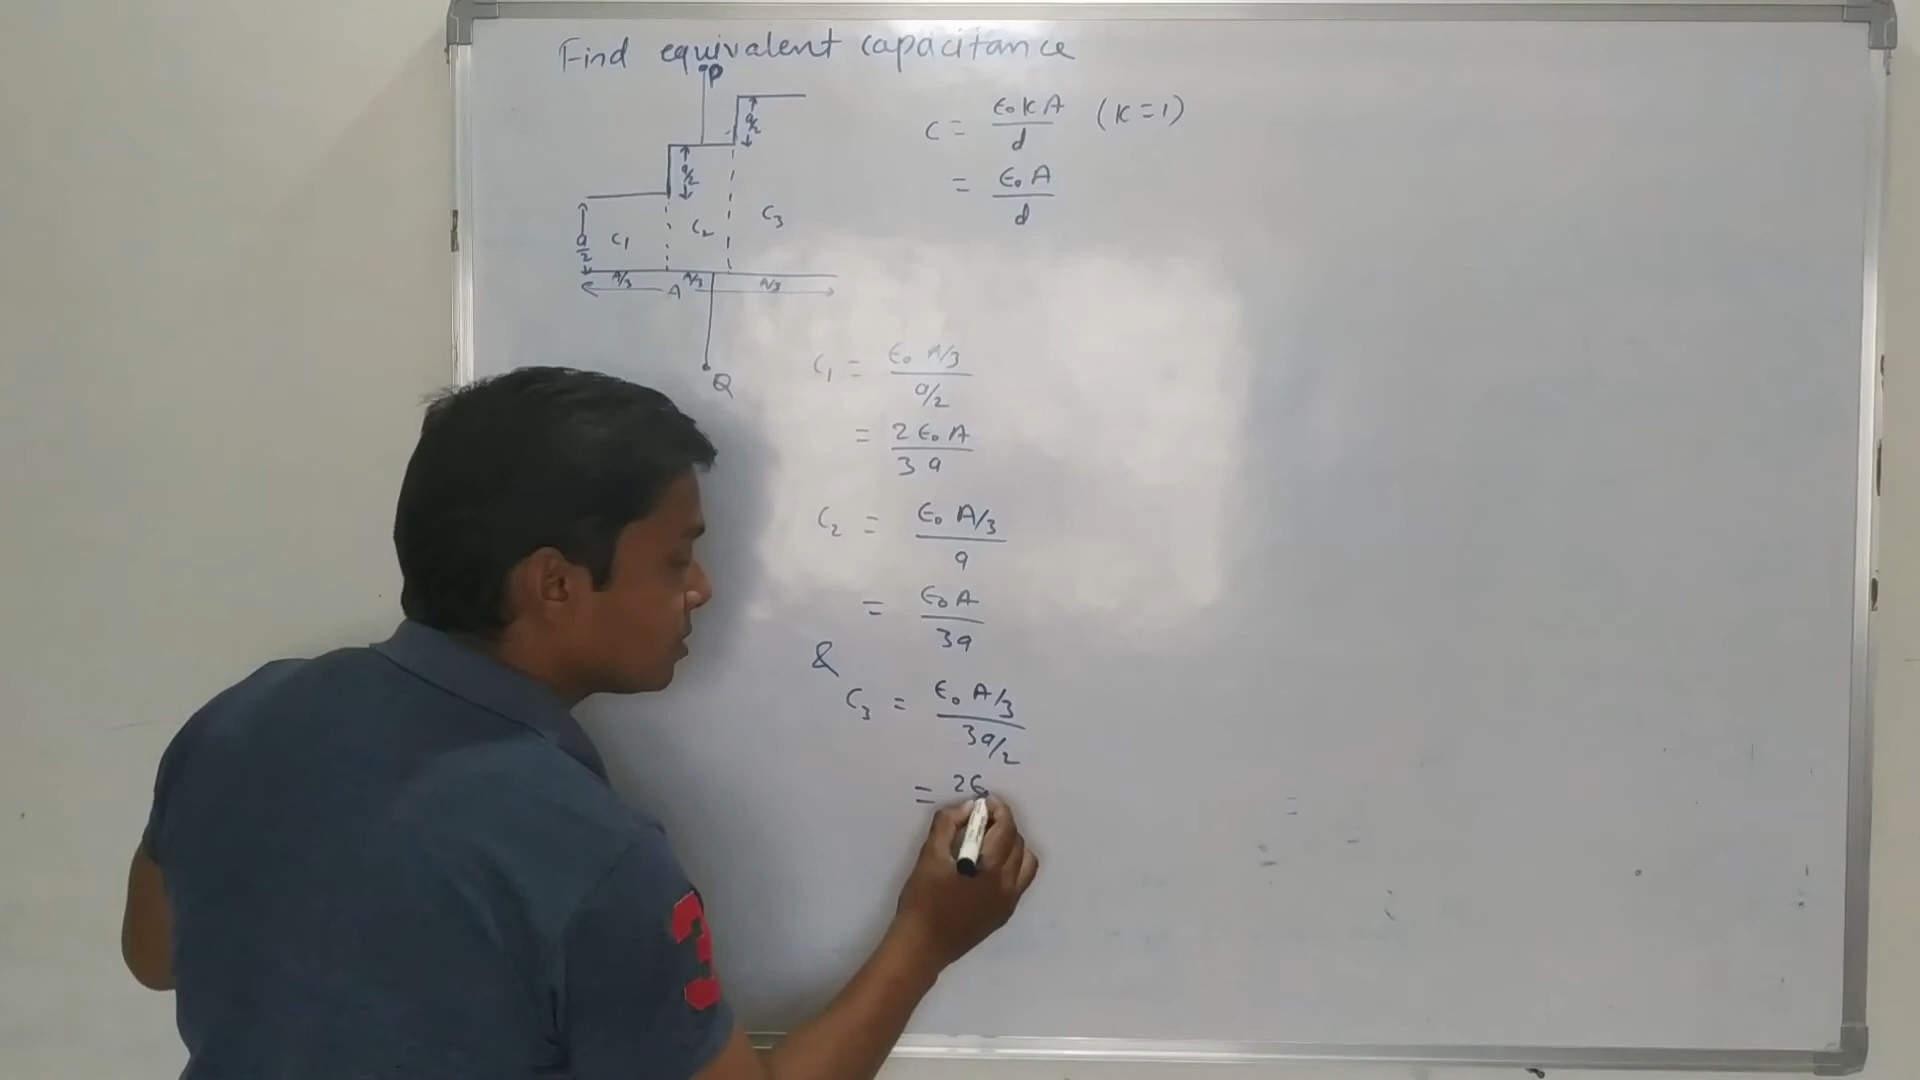 Find equivalent capacitance
P
a/2
a/2
a/2
C₁
C₂
C₃
A/3
A/3
A/3
A
Q
C = ϵ₀KA/d (K=1)
= ϵ₀A/d
C₁ = ϵ₀ A/3 / a/2
= 2ϵ₀A / 3a
C₂ = ϵ₀ A/3 / a
= ϵ₀A / 3a
&
C₃ = ϵ₀ A/3 / 3a/2
= 2ϵ
3